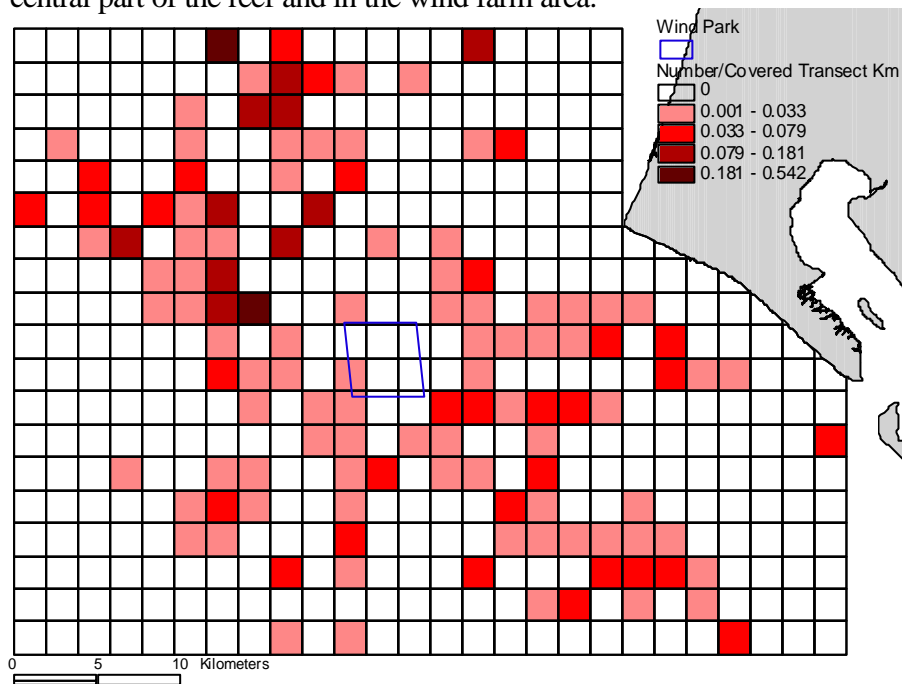 central part of the reef and in the wind farm area.
Wind Park
Number/Covered Transect Km
0
0.001 - 0.033
0.033 - 0.079
0.079 - 0.181
0.181 - 0.542
0 5 10 Kilometers